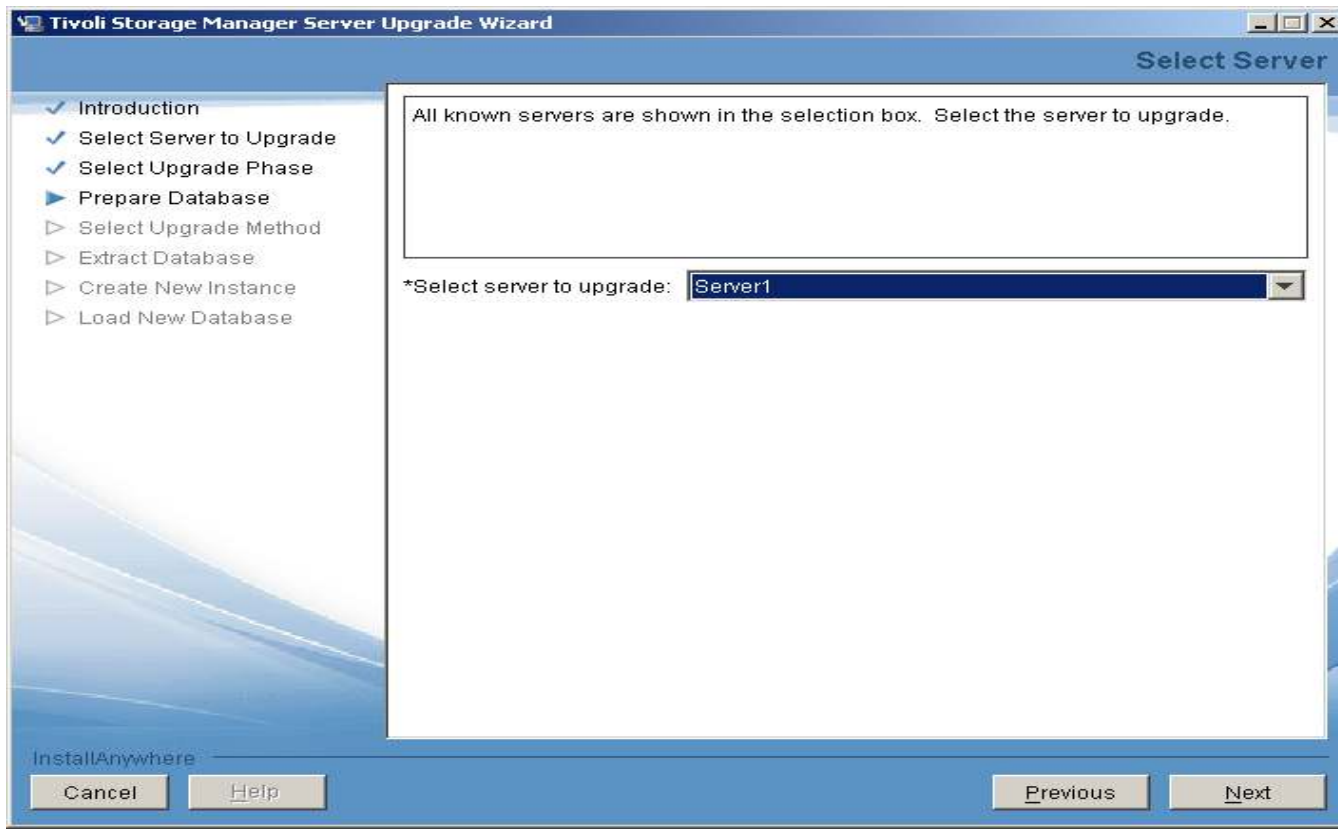 Tivoli Storage Manager Server Upgrade Wizard
Select Server
Introduction
Select Server to Upgrade
Select Upgrade Phase
Prepare Database
Select Upgrade Method
Extract Database
Create New Instance
Load New Database
All known servers are shown in the selection box. Select the server to upgrade.
*Select server to upgrade: Server1
InstallAnywhere
Cancel Help Previous Next